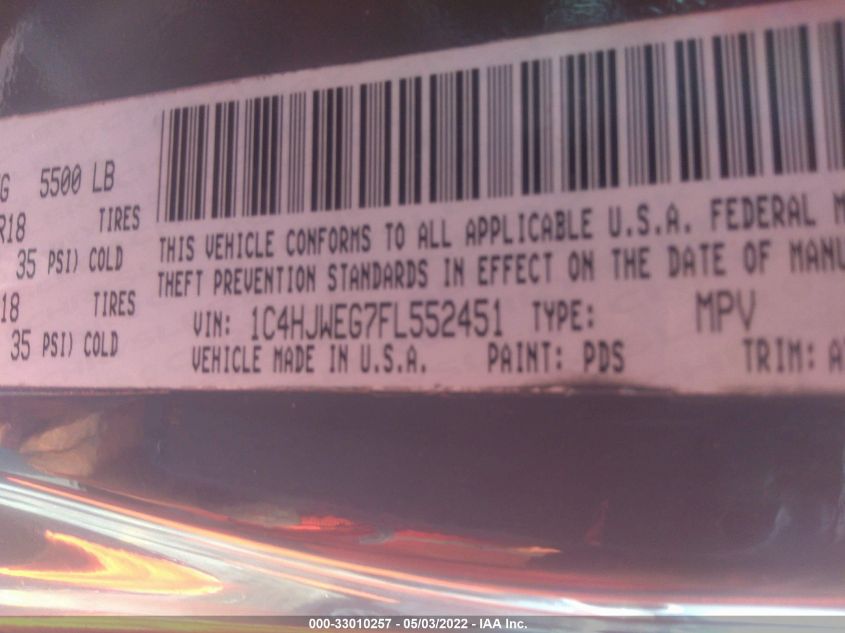 G 5500 LB
R18 TIRES
35 PSI) COLD
18 TIRES
35 PSI) COLD
THIS VEHICLE CONFORMS TO ALL APPLICABLE U.S.A. FEDERAL M
THEFT PREVENTION STANDARDS IN EFFECT ON THE DATE OF MANU
VIN: 1C4HJWEG7FL552451 TYPE: MPV
VEHICLE MADE IN U.S.A. PAINT: PDS TRIM: A
000-33010257 - 05/03/2022 - IAA Inc.